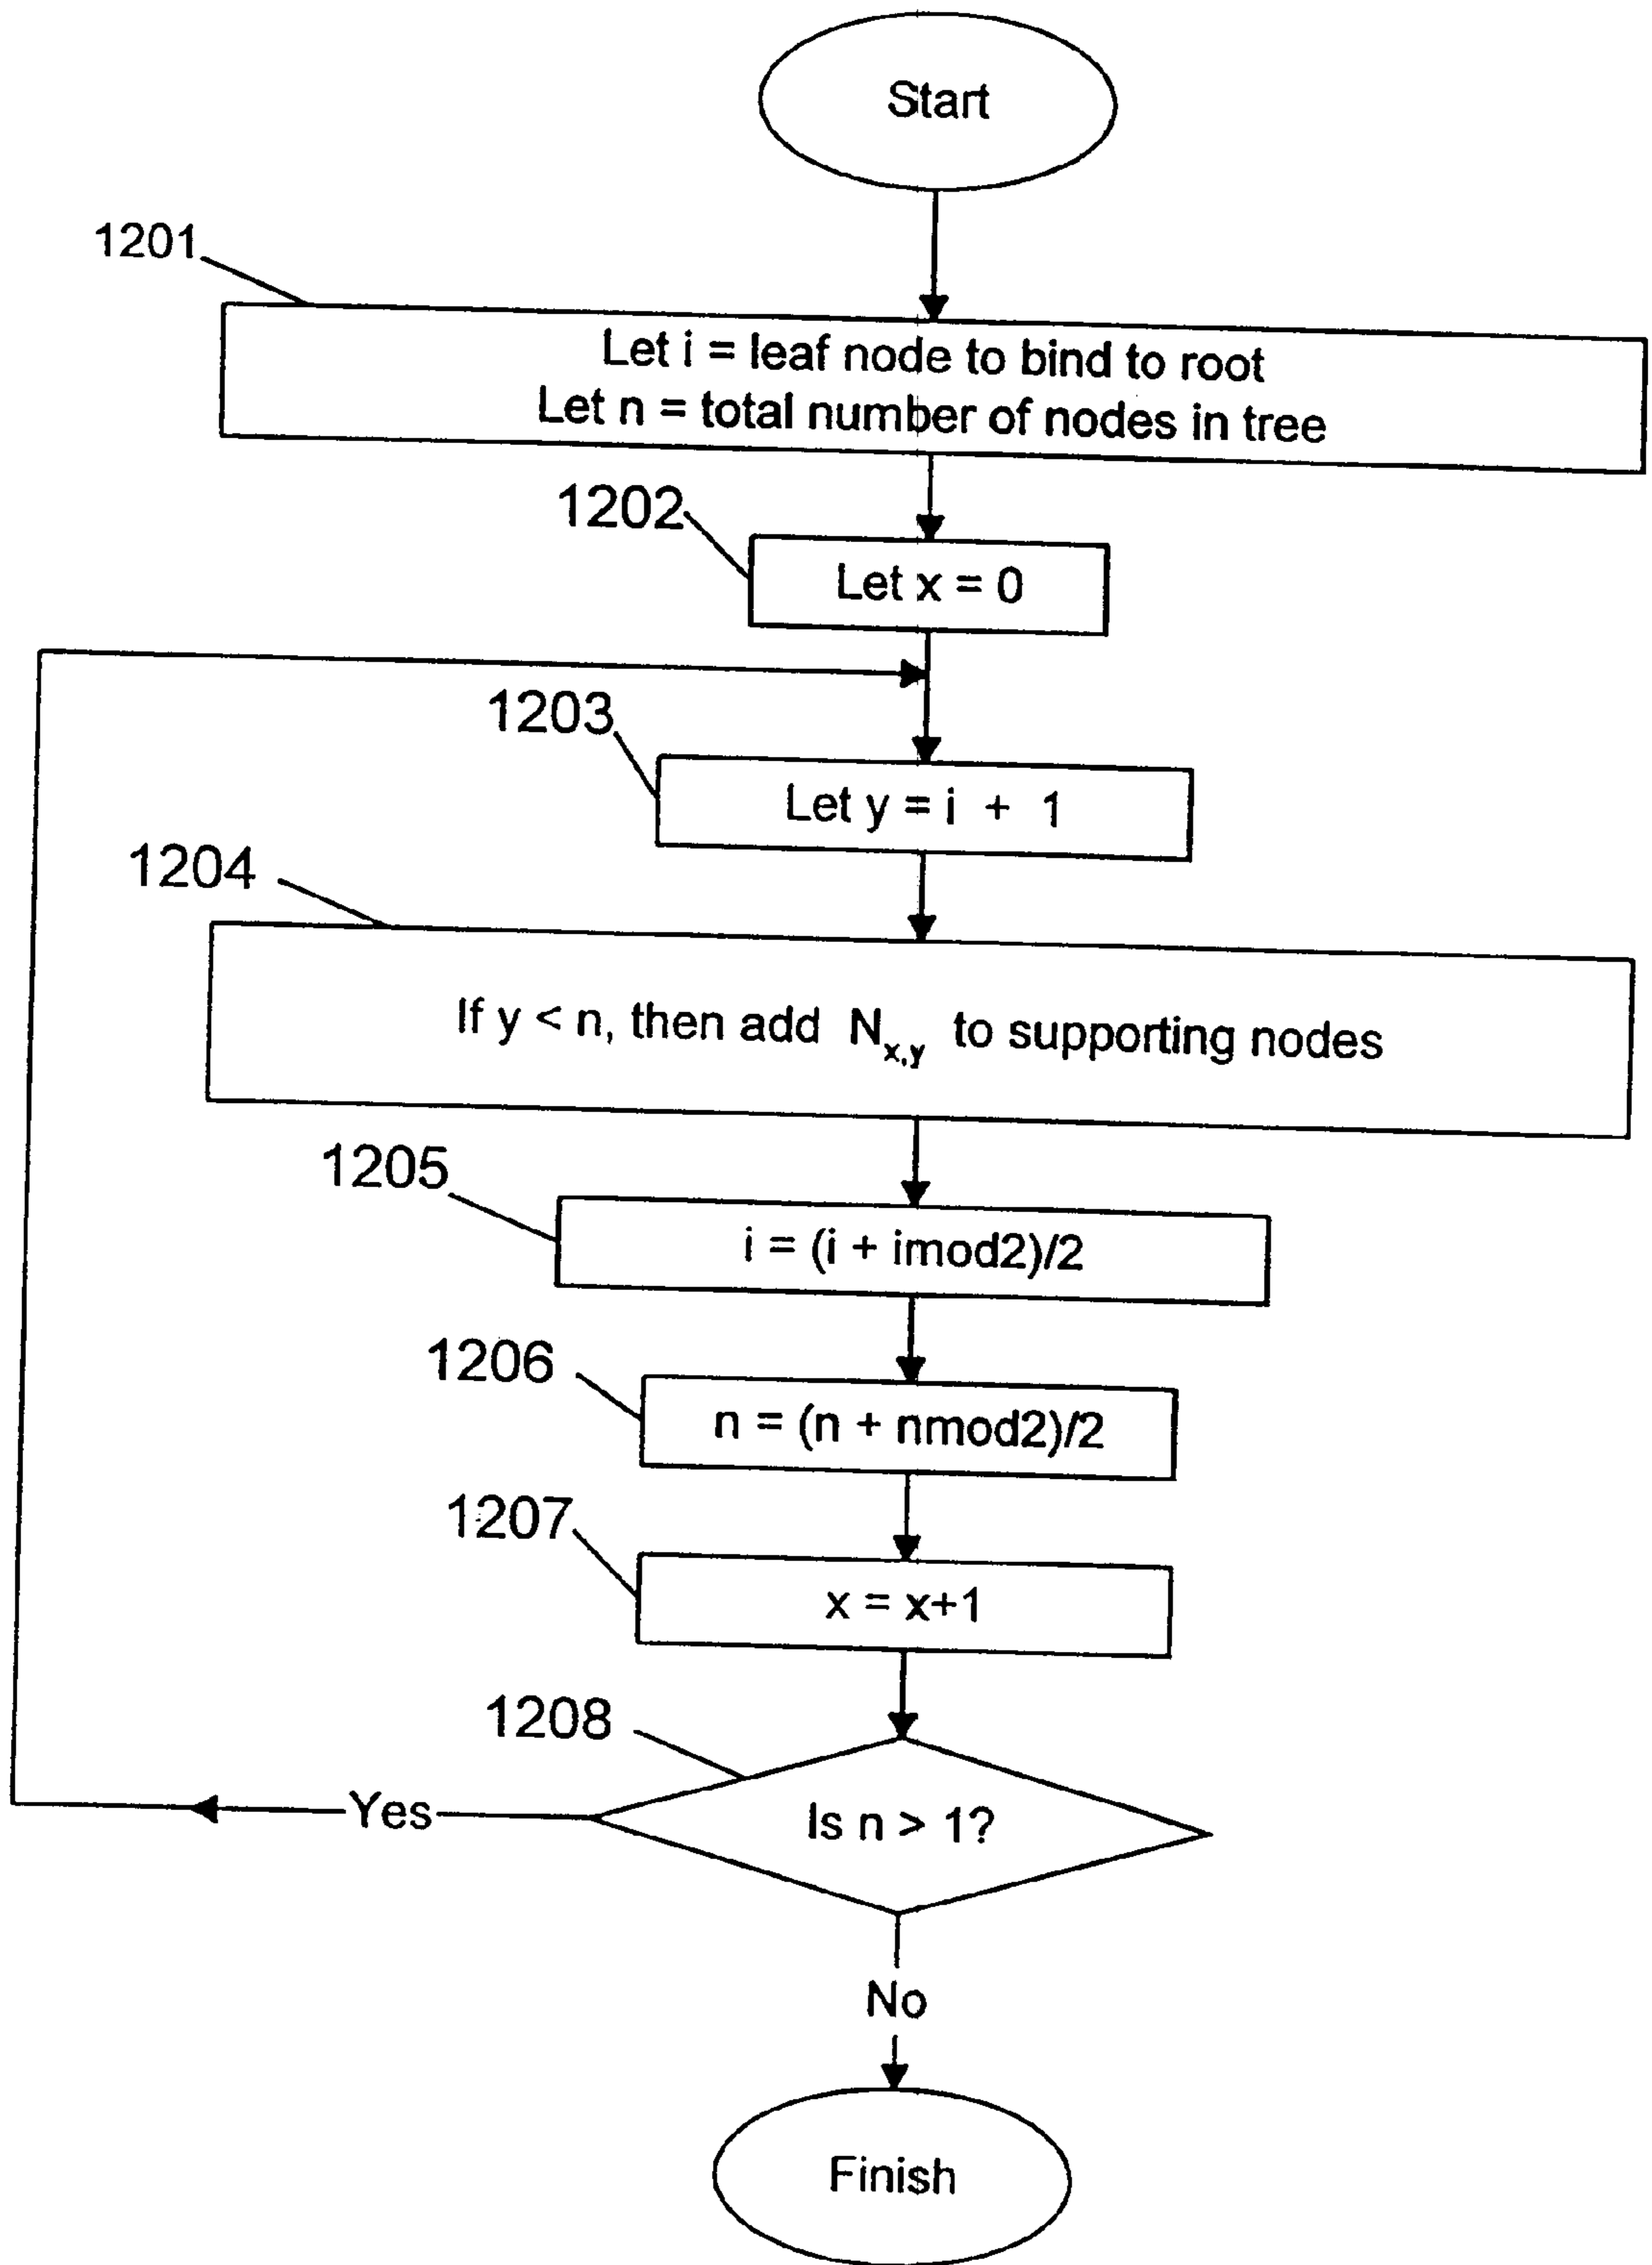 Start
1201
Let i = leaf node to bind to root
Let n = total number of nodes in tree
1202
Let x = 0
1203
Let y = i + 1
1204
If y < n, then add N_{x,y} to supporting nodes
1205
i = (i + imod2)/2
1206
n = (n + nmod2)/2
1207
x = x+1
1208
Is n > 1?
Yes
No
Finish